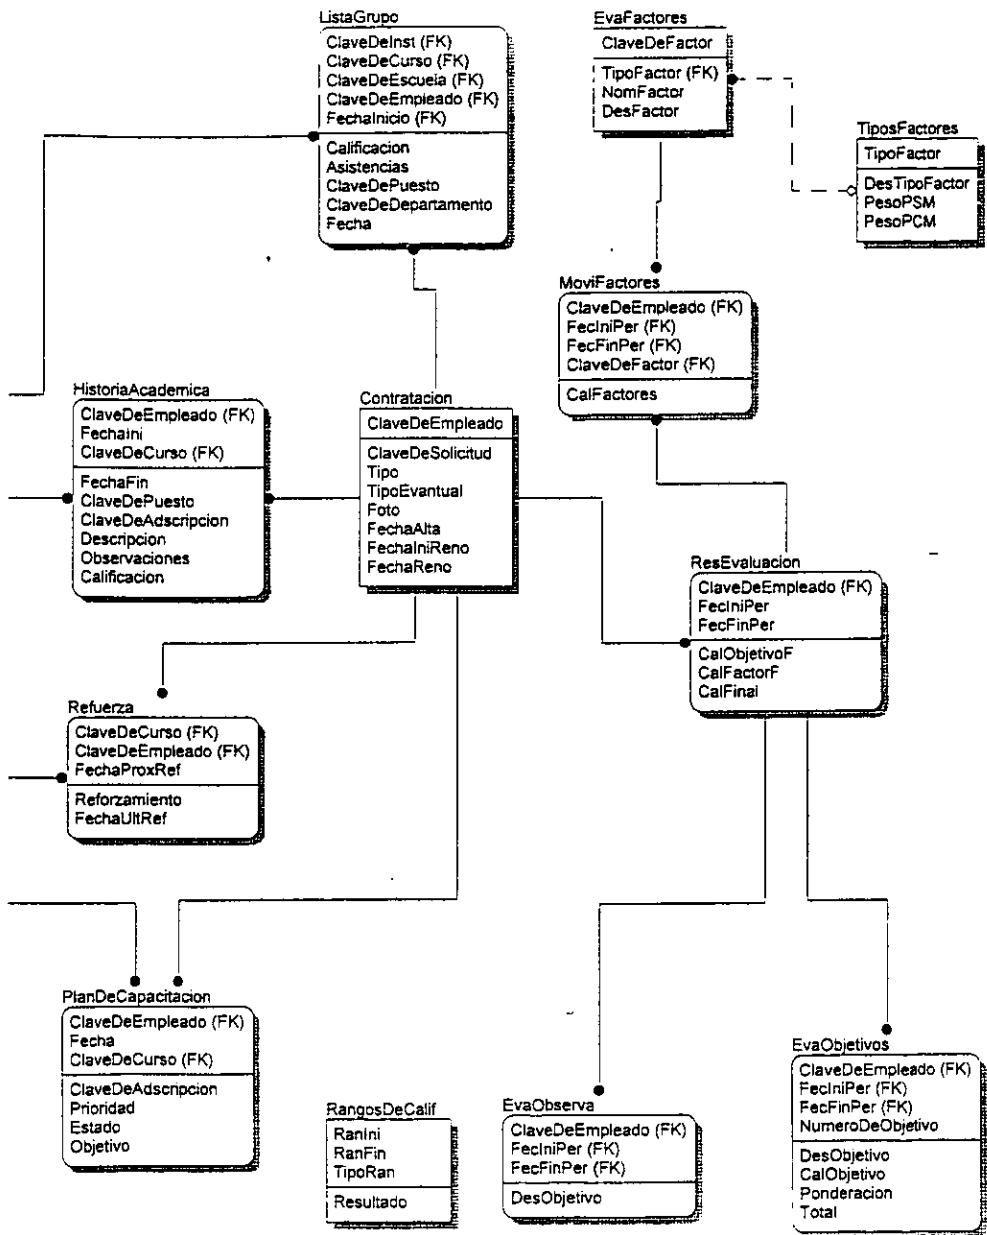 ListaGrupo
ClaveDeInst (FK)
ClaveDeCurso (FK)
ClaveDeEscuela (FK)
ClaveDeEmpleado (FK)
FechaInicio (FK)
Calificacion
Asistencias
ClaveDePuesto
ClaveDeDepartamento
Fecha
EvaFactores
ClaveDeFactor
TipoFactor (FK)
NomFactor
DesFactor
TiposFactores
TipoFactor
DesTipoFactor
PesoPSM
PesoPCM
MoviFactores
ClaveDeEmpleado (FK)
FecIniPer (FK)
FecFinPer (FK)
ClaveDeFactor (FK)
CalFactores
HistoriaAcademica
ClaveDeEmpleado (FK)
FechaIni
ClaveDeCurso (FK)
FechaFin
ClaveDePuesto
ClaveDeAdscripcion
Descripcion
Observaciones
Calificacion
Contratacion
ClaveDeEmpleado
ClaveDeSolicitud
Tipo
TipoEvantual
Foto
FechaAlta
FechaIniReno
FechaReno
ResEvaluacion
ClaveDeEmpleado (FK)
FecIniPer
FecFinPer
CalObjetivoF
CalFactorF
CalFinal
Refuerza
ClaveDeCurso (FK)
ClaveDeEmpleado (FK)
FechaProxRef
Reforzamiento
FechaUltRef
PlanDeCapacitacion
ClaveDeEmpleado (FK)
Fecha
ClaveDeCurso (FK)
ClaveDeAdscripcion
Prioridad
Estado
Objetivo
RangosDeCalif
RanIni
RanFin
TipoRan
Resultado
EvaObserva
ClaveDeEmpleado (FK)
FecIniPer (FK)
FecFinPer (FK)
DesObjetivo
EvaObjetivos
ClaveDeEmpleado (FK)
FecIniPer (FK)
FecFinPer (FK)
NumeroDeObjetivo
DesObjetivo
CalObjetivo
Ponderacion
Total